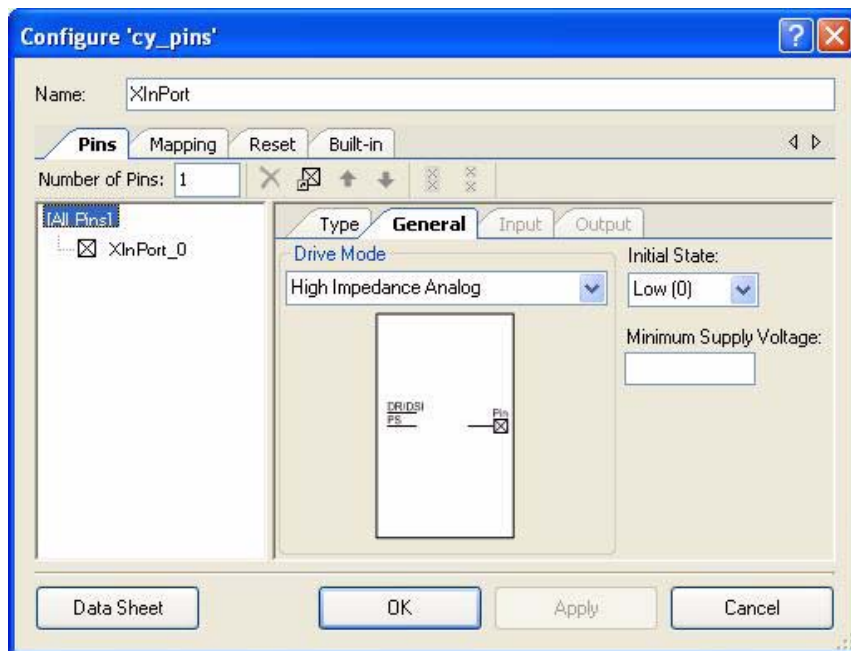 Configure 'cy_pins'
Name: XInPort
Pins Mapping Reset Built-in
Number of Pins: 1
[All Pins]
XInPort_0
Type General Input Output
Drive Mode
High Impedance Analog
Initial State:
Low (0)
Minimum Supply Voltage:
DR/DSI
PS
Pin
Data Sheet OK Apply Cancel